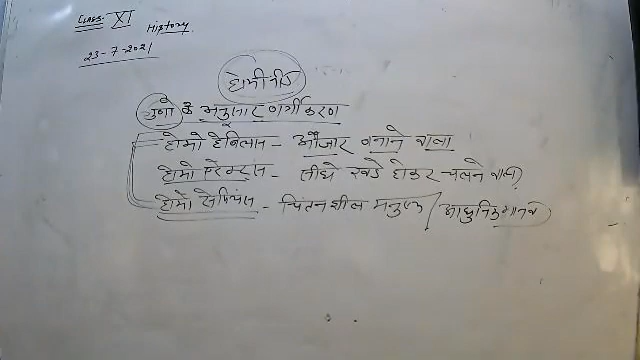 Class- XI
History
23-7-2021
होमीनीड
गुणो के अनुसार वर्गीकरण
होमो हेबिलस - औजार बनाने वाला
होमो इरेक्टस - सीधे खडे होकर चलने वाला
होमो सेपियंस - चिंतनशील मनुष्य / आधुनिक मानव